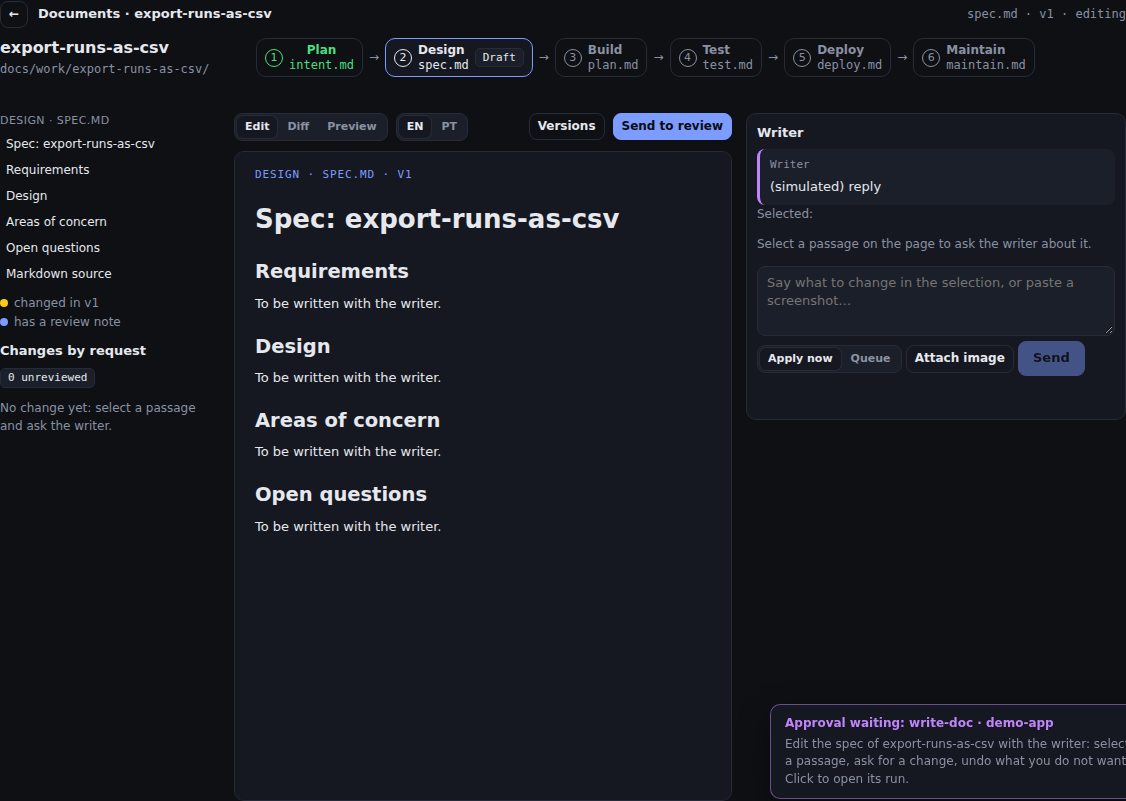 ←
Documents · export-runs-as-csv
spec.md · v1 · editing
export-runs-as-csv
docs/work/export-runs-as-csv/
1 Plan
intent.md
→
2 Design
spec.md
Draft
→
3 Build
plan.md
→
4 Test
test.md
→
5 Deploy
deploy.md
→
6 Maintain
maintain.md
DESIGN · SPEC.MD
Spec: export-runs-as-csv
Requirements
Design
Areas of concern
Open questions
Markdown source
changed in v1
has a review note
Changes by request
0 unreviewed
No change yet: select a passage
and ask the writer.
Edit Diff Preview
EN PT
Versions
Send to review
DESIGN · SPEC.MD · V1
Spec: export-runs-as-csv
Requirements
To be written with the writer.
Design
To be written with the writer.
Areas of concern
To be written with the writer.
Open questions
To be written with the writer.
Writer
Writer
(simulated) reply
Selected:
Select a passage on the page to ask the writer about it.
Say what to change in the selection, or paste a
screenshot…
Apply now Queue
Attach image
Send
Approval waiting: write-doc · demo-app
Edit the spec of export-runs-as-csv with the writer: select
a passage, ask for a change, undo what you do not want
Click to open its run.